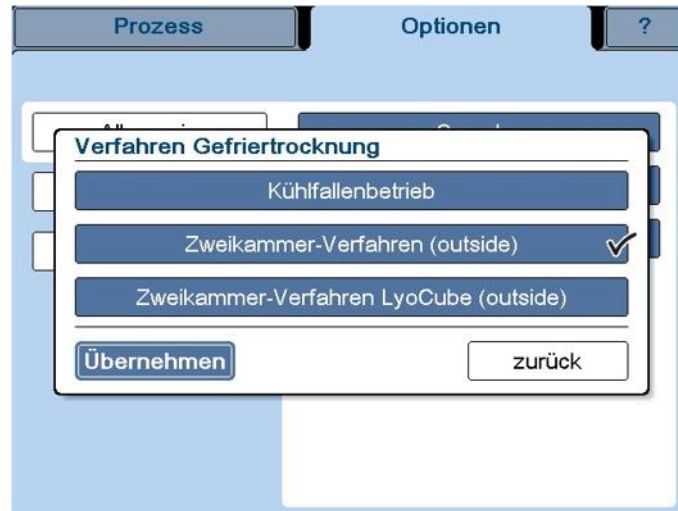 Prozess
Optionen
?
Verfahren Gefriertrocknung
Kühlfallenbetrieb
Zweikammer-Verfahren (outside)
Zweikammer-Verfahren LyoCube (outside)
Übernehmen
zurück